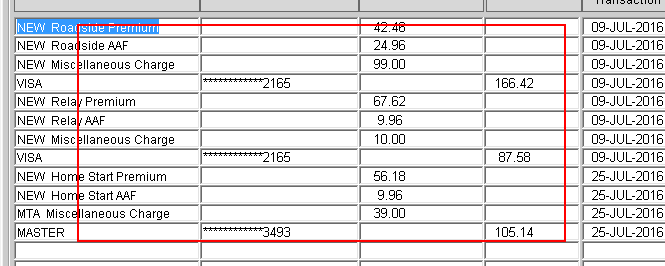 Transaction
NEW Roadside Premium 42.46 09-JUL-2016
NEW Roadside AAF 24.96 09-JUL-2016
NEW Miscellaneous Charge 99.00 09-JUL-2016
VISA ************2165 166.42 09-JUL-2016
NEW Relay Premium 67.62 09-JUL-2016
NEW Relay AAF 9.96 09-JUL-2016
NEW Miscellaneous Charge 10.00 09-JUL-2016
VISA ************2165 87.58 09-JUL-2016
NEW Home Start Premium 56.18 25-JUL-2016
NEW Home Start AAF 9.96 25-JUL-2016
MTA Miscellaneous Charge 39.00 25-JUL-2016
MASTER ************3493 105.14 25-JUL-2016